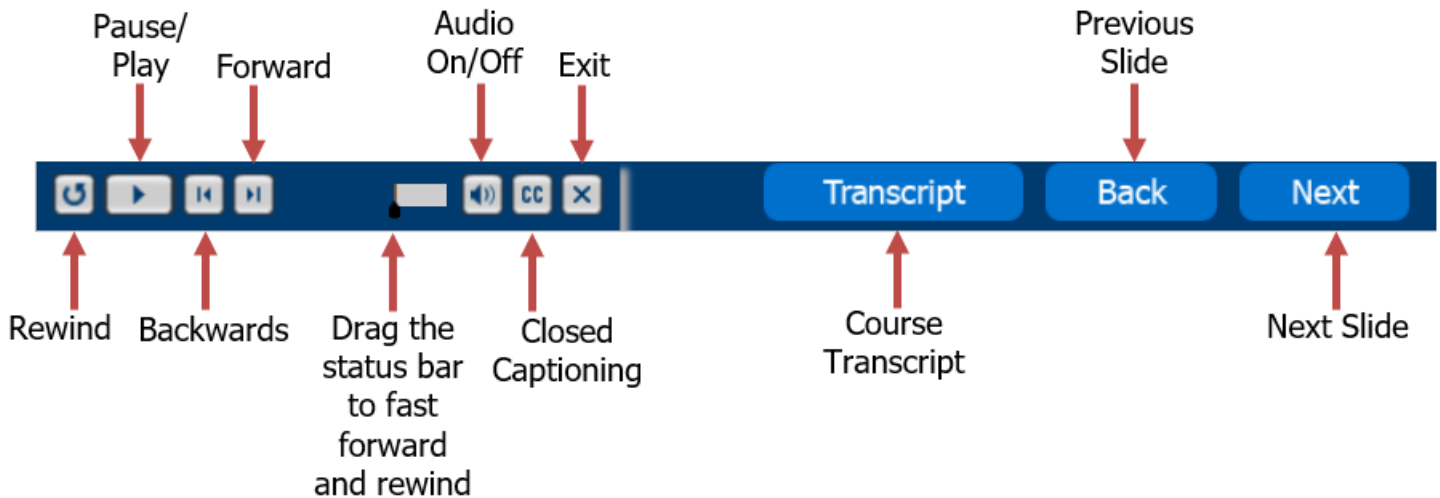 Pause/
Play
Forward
Audio
On/Off
Exit
Previous
Slide
CC
Transcript
Back
Next
Rewind
Backwards
Drag the
status bar
to fast
forward
and rewind
Closed
Captioning
Course
Transcript
Next Slide